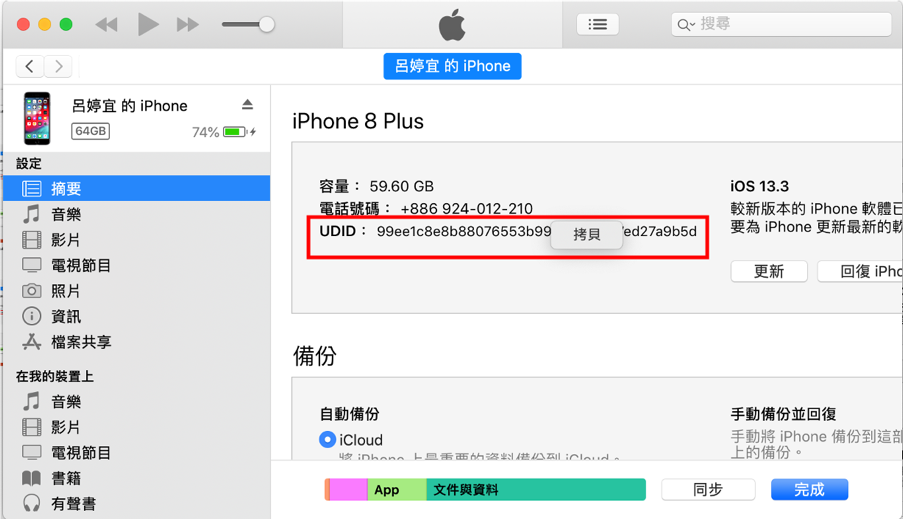 搜尋
呂婷宜 的 iPhone
呂婷宜 的 iPhone
64GB
74%
設定
摘要
音樂
影片
電視節目
照片
資訊
檔案共享
在我的裝置上
音樂
影片
電視節目
書籍
有聲書
iPhone 8 Plus
容量： 59.60 GB
電話號碼： +886 924-012-210
UDID： 99ee1c8e8b88076553b99
拷貝
ed27a9b5d
iOS 13.3
較新版本的 iPhone 軟體已
要為 iPhone 更新最新的軟
更新
回復 iPho
備份
自動備份
iCloud
將 iPhone 上最重要的資料備份到 iCloud。
手動備份並回復
手動將 iPhone 備份到這部
上的備份。
App
文件與資料
同步
完成